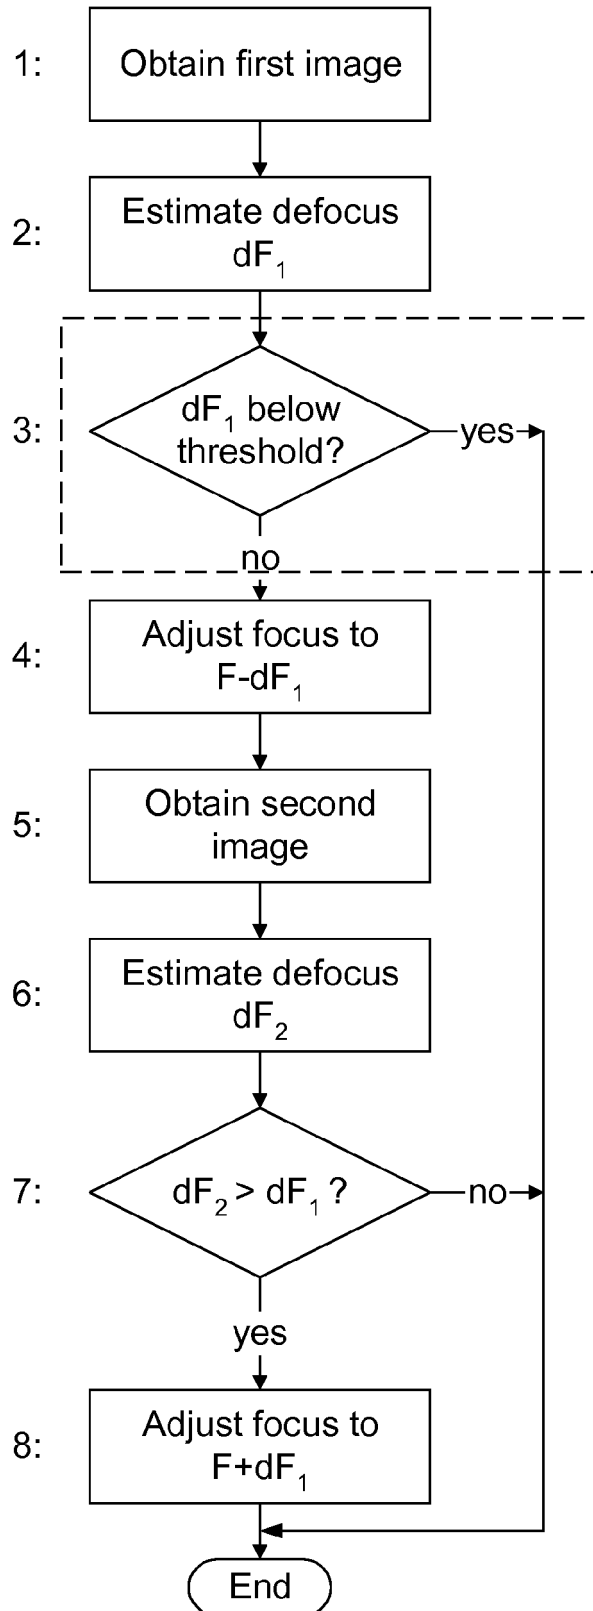 1:
Obtain first image
2:
Estimate defocus
dF₁
3:
dF₁ below
threshold?
yes
no
4:
Adjust focus to
F-dF₁
5:
Obtain second
image
6:
Estimate defocus
dF₂
7:
dF₂ > dF₁ ?
no
yes
8:
Adjust focus to
F+dF₁
End